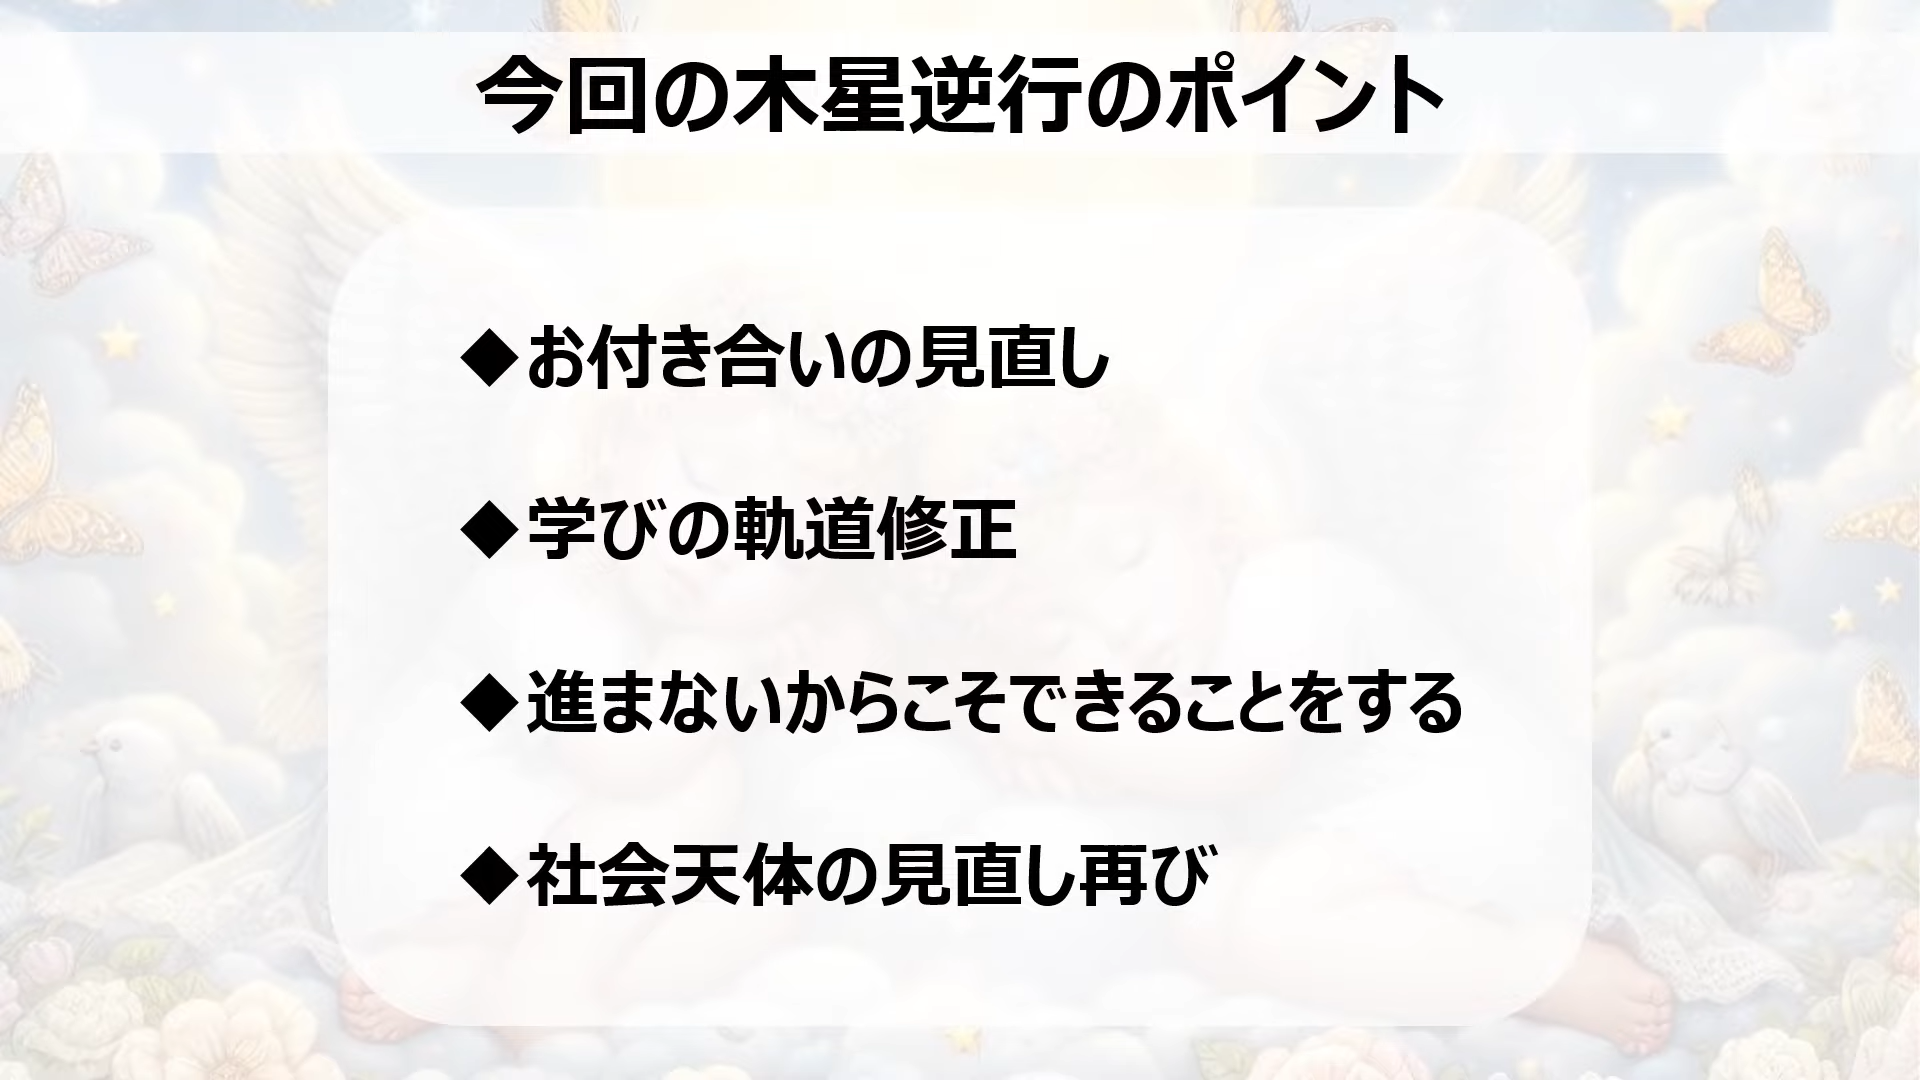 今回の木星逆行のポイント
◆お付き合いの見直し
◆学びの軌道修正
◆進まないからこそできることをする
◆社会天体の見直し再び